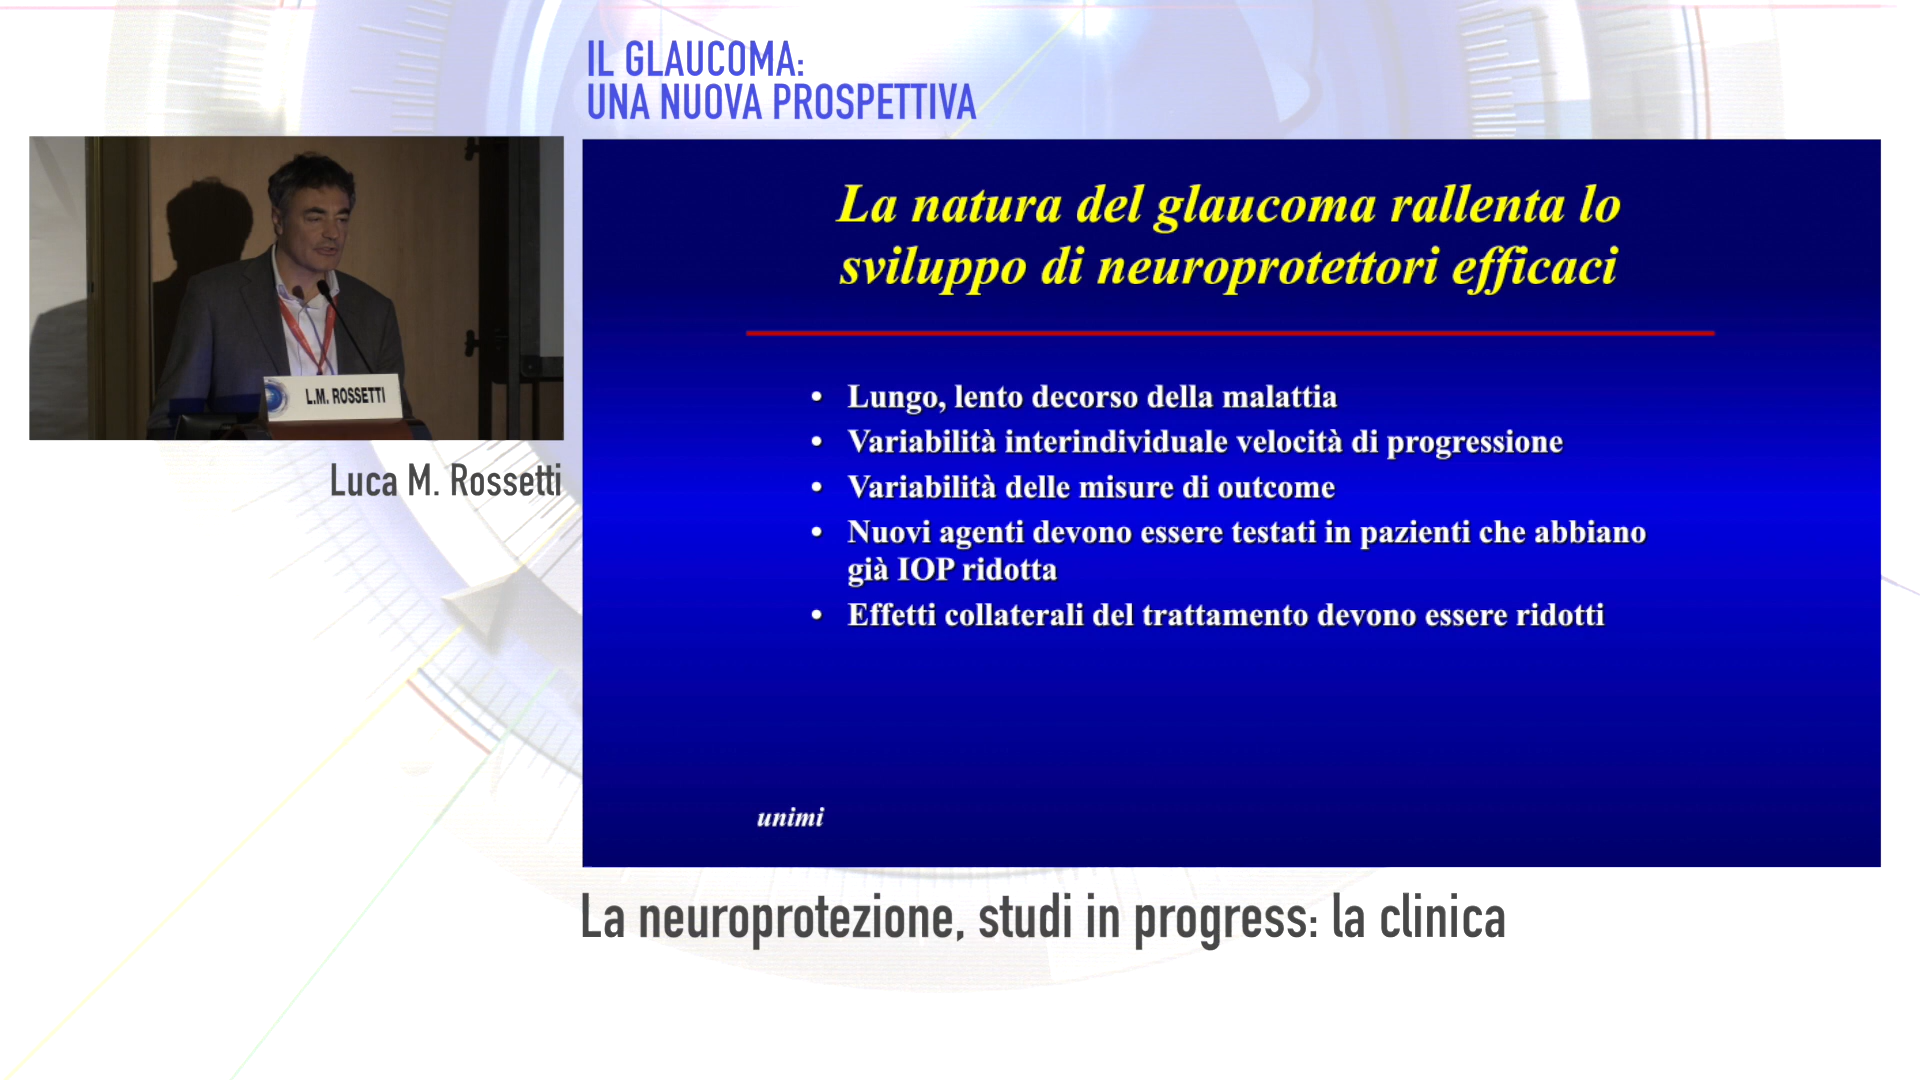 IL GLAUCOMA:
UNA NUOVA PROSPETTIVA
L.M. ROSSETTI
Luca M. Rossetti
La natura del glaucoma rallenta lo
sviluppo di neuroprotettori efficaci
• Lungo, lento decorso della malattia
• Variabilità interindividuale velocità di progressione
• Variabilità delle misure di outcome
• Nuovi agenti devono essere testati in pazienti che abbiano
già IOP ridotta
• Effetti collaterali del trattamento devono essere ridotti
unimi
La neuroprotezione, studi in progress: la clinica